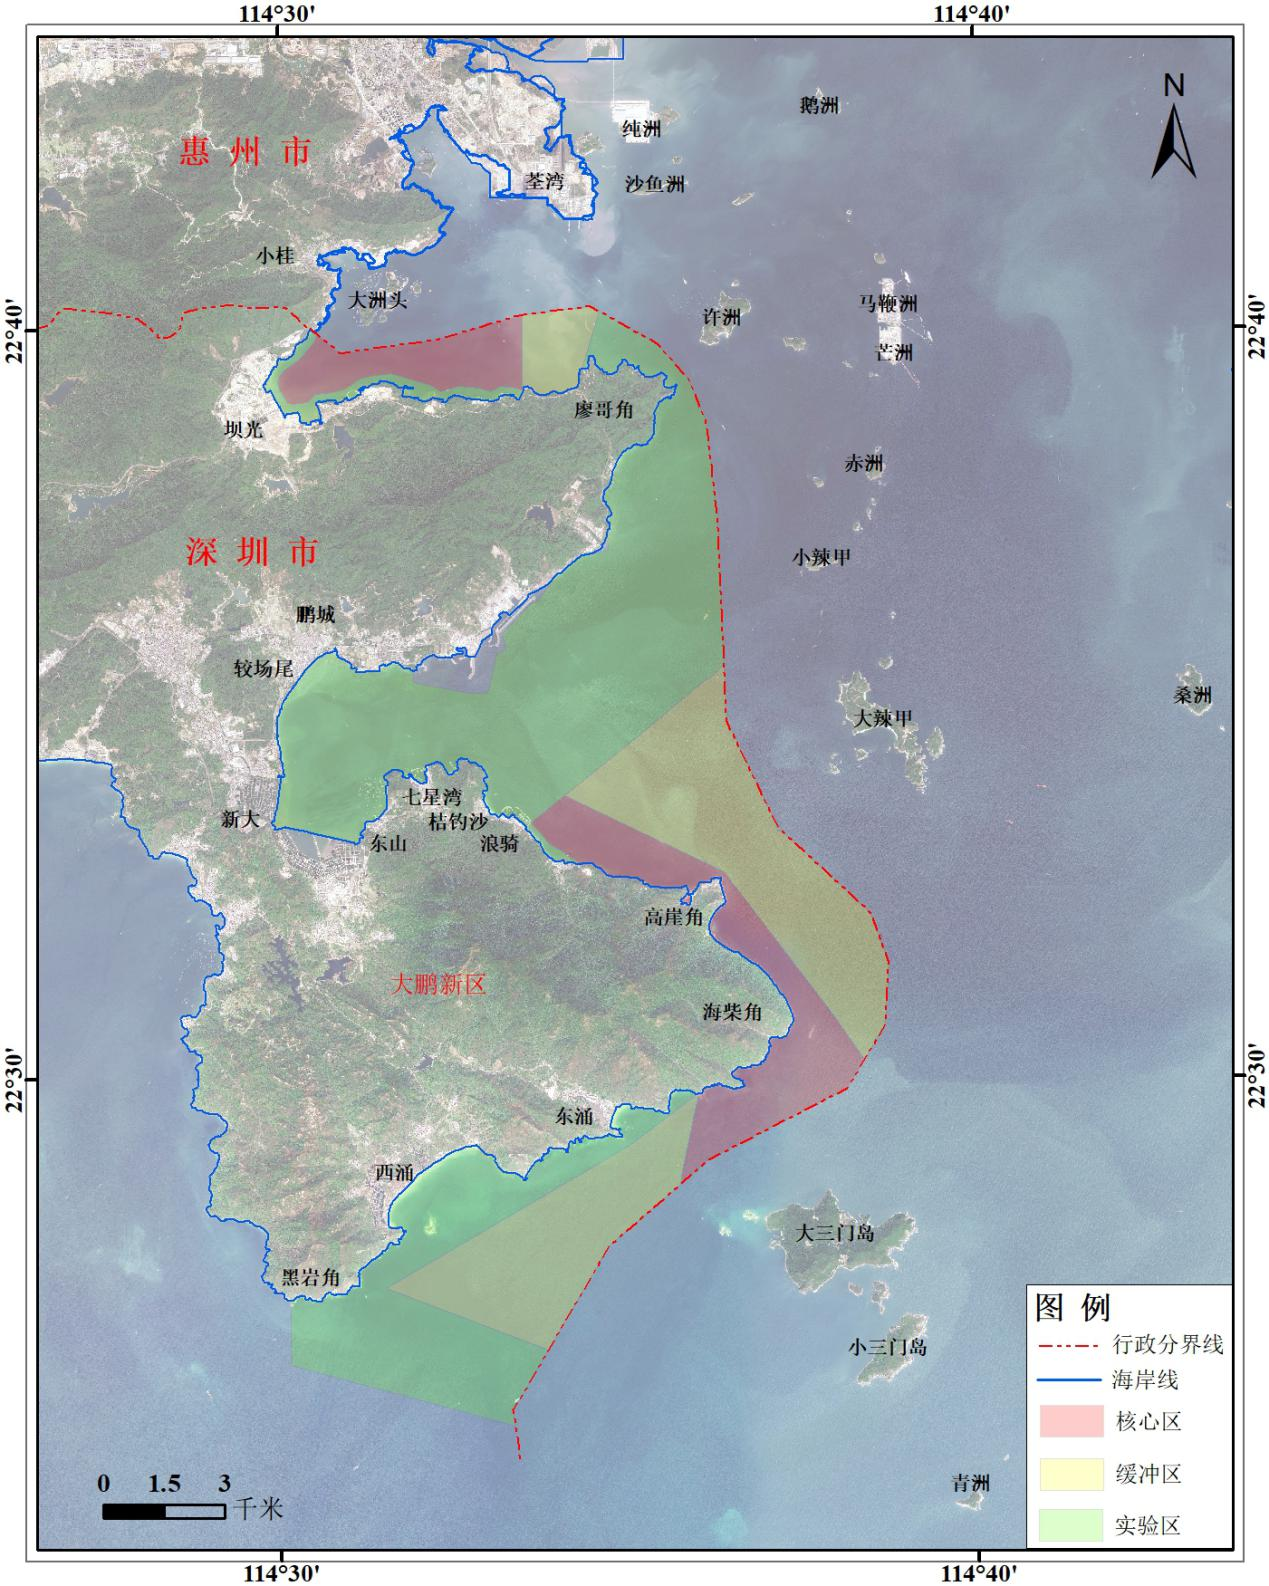 114°30'
114°40'
鹅洲
N
纯洲
惠州市
荃湾
沙鱼洲
小桂
大洲头
许洲
马鞭洲
22°40'
22°40'
芒洲
廖哥角
坝光
赤洲
深圳市
小辣甲
鹏城
较场尾
桑洲
大辣甲
七星湾
新大
桔钓沙
东山
浪骑
高崖角
大鹏新区
海柴角
22°30'
22°30'
东涌
西涌
大三门岛
黑岩角
图例
行政分界线
小三门岛
海岸线
核心区
缓冲区
青洲
0 1.5 3
千米
实验区
114°30'
114°40'